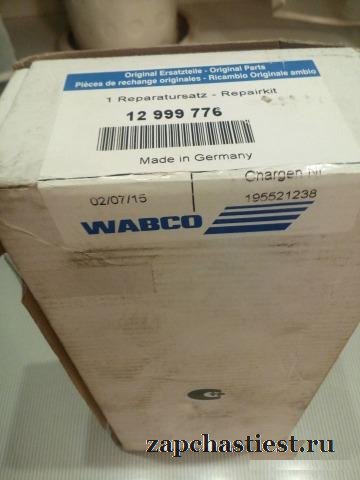 Original Ersatzteile - Original Parts
Pièces de rechange originales - Ricambio Originale ambio
1 Reparatursatz - Repairkit
12 999 776
Made in Germany
Chargen Nr
02/07/15
195521238
WABCO
zapchastiest.ru